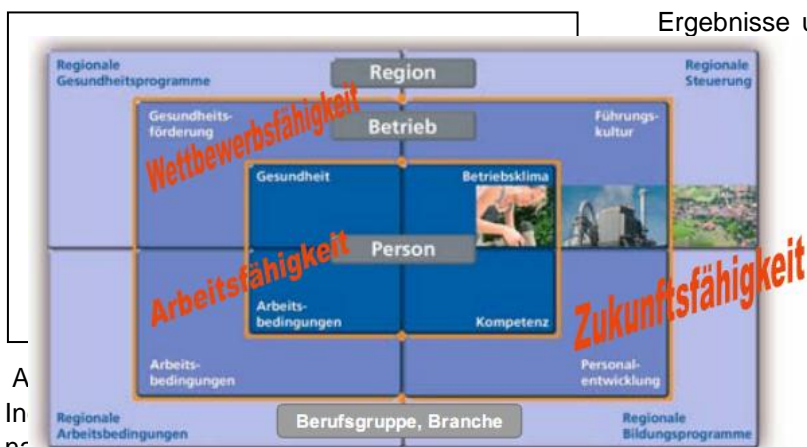 Ergebnisse
Regionale
Gesundheitsprogramme
Region
Regionale
Steuerung
Gesundheits-
förderung
Betrieb
Führungs-
kultur
Wettbewerbsfähigkeit
Gesundheit
Betriebsklima
Person
Arbeitsfähigkeit
Zukunftsfähigkeit
Arbeits-
bedingungen
Kompetenz
Arbeits-
bedingungen
Personal-
entwicklung
Regionale
Arbeitsbedingungen
Berufsgruppe, Branche
Regionale
Bildungsprogramme